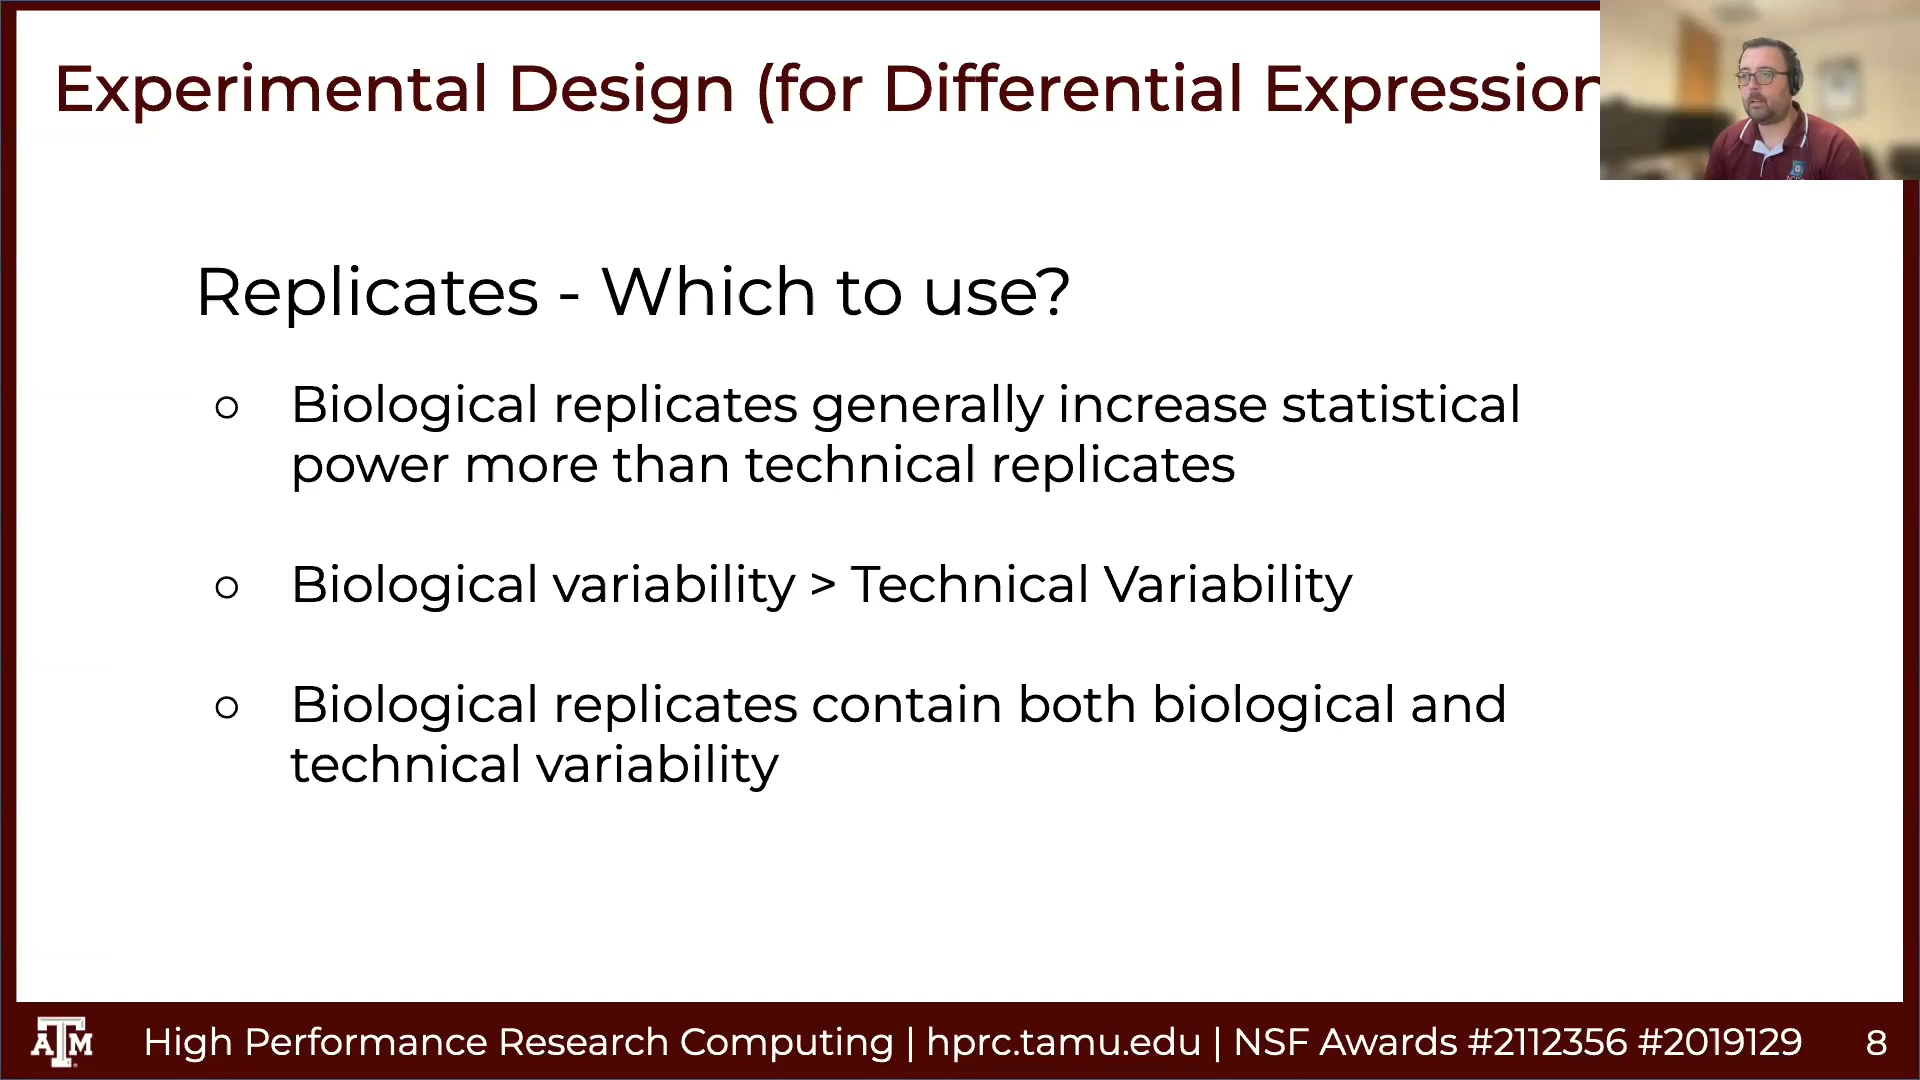 Experimental Design (for Differential Expression
Replicates - Which to use?
○ Biological replicates generally increase statistical
power more than technical replicates
○ Biological variability > Technical Variability
○ Biological replicates contain both biological and
technical variability
ATM High Performance Research Computing | hprc.tamu.edu | NSF Awards #2112356 #2019129 8